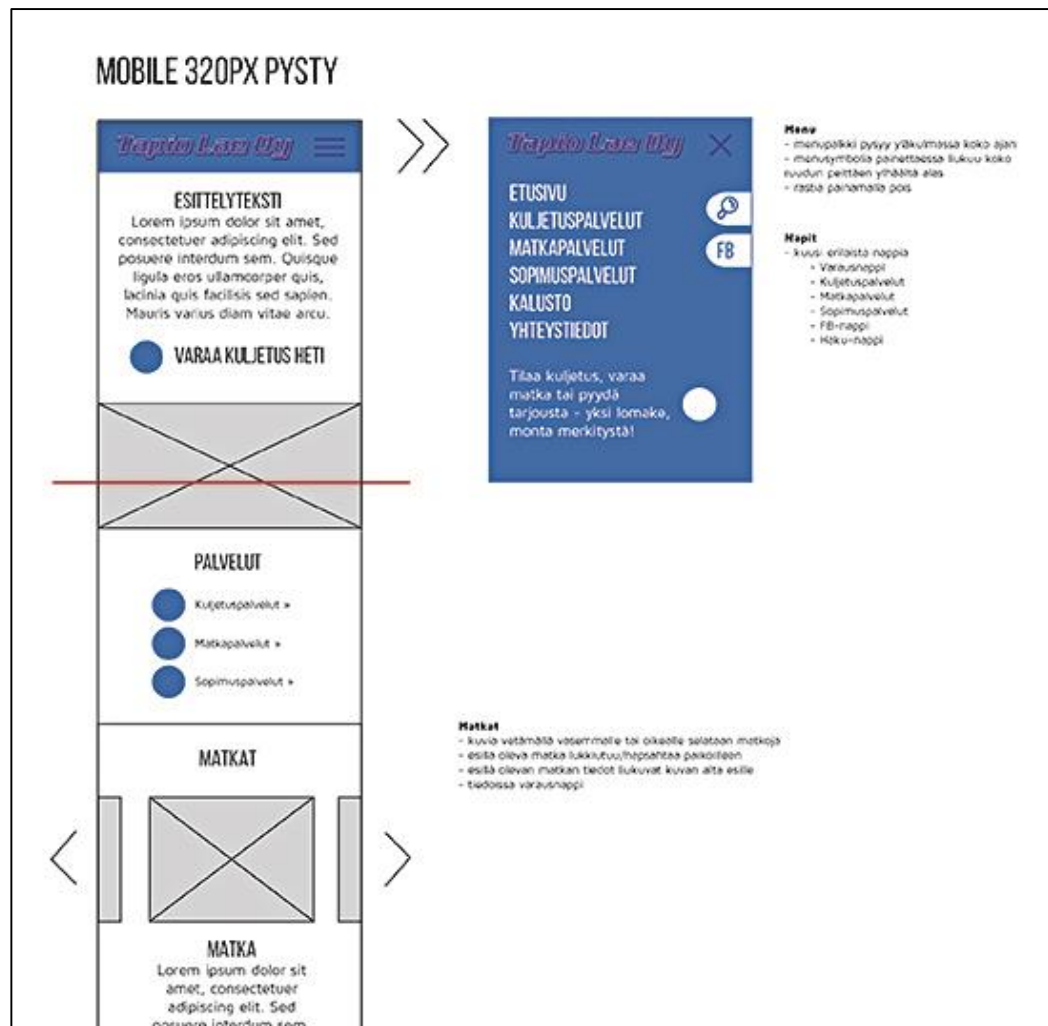 MOBILE 320PX PYSTY
Tapio Lac Oy
ESITTELYTEKSTI
Lorem ipsum dolor sit amet,
consectetuer adipiscing elit. Sed
posuere interdum sem. Quisque
ligula eros ullamcorper quis,
lacinia quis facilisis sed sapien.
Mauris varius diam vitae arcu.
VARAA KULJETUS HETI
PALVELUT
Kuljetuspalvelut »
Matkapalvelut »
Sopimuspalvelut »
MATKAT
MATKA
Lorem ipsum dolor sit
amet, consectetuer
adipiscing elit. Sed
posuere interdum sem.
Tapio Lac Oy
ETUSIVU
KULJETUSPALVELUT
MATKAPALVELUT
SOPIMUSPALVELUT
KALUSTO
YHTEYSTIEDOT
FB
Tilaa kuljetus, varaa
matka tai pyydä
tarjousta - yksi lomake,
monta merkitystä!
Menu
- menupalkki pysyy yläkulmassa koko ajan
- menusymbolia painettaessa liukuu koko
ruudun peittäen ylhäältä alas
- rastia painamalla pois
Napit
- kuusi erilaista nappia
- Varausnappi
- Kuljetuspalvelut
- Matkapalvelut
- Sopimuspalvelut
- FB-nappi
- Haku-nappi
Matkat
- kuvia vetämällä vasemmalle tai oikealle selataan matkoja
- esillä oleva matka lukkiutuu/napsahtaa paikoilleen
- esillä olevan matkan tiedot liukuvat kuvan alta esille
- tiedoissa varausnappi